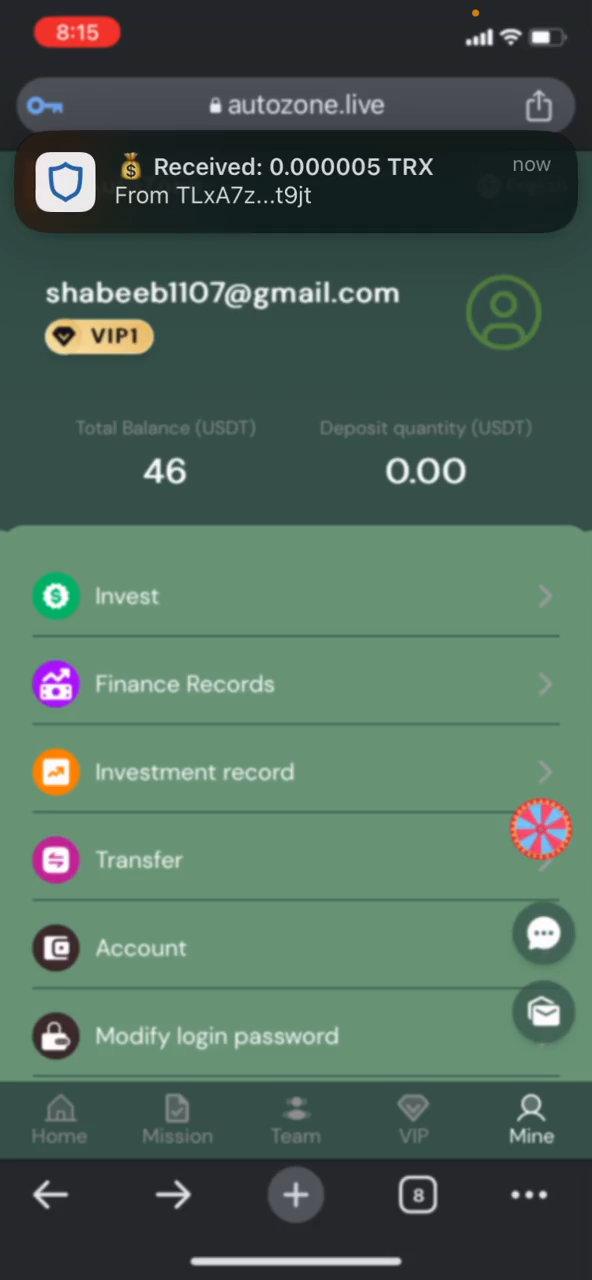 8:15
autozone.live
💰 Received: 0.000005 TRX
now
From TLxA7z...t9jt
shabeeb1107@gmail.com
VIP1
Total Balance (USDT)
Deposit quantity (USDT)
46
0.00
Invest
Finance Records
Investment record
Transfer
Account
Modify login password
Home
Mission
Team
VIP
Mine
8